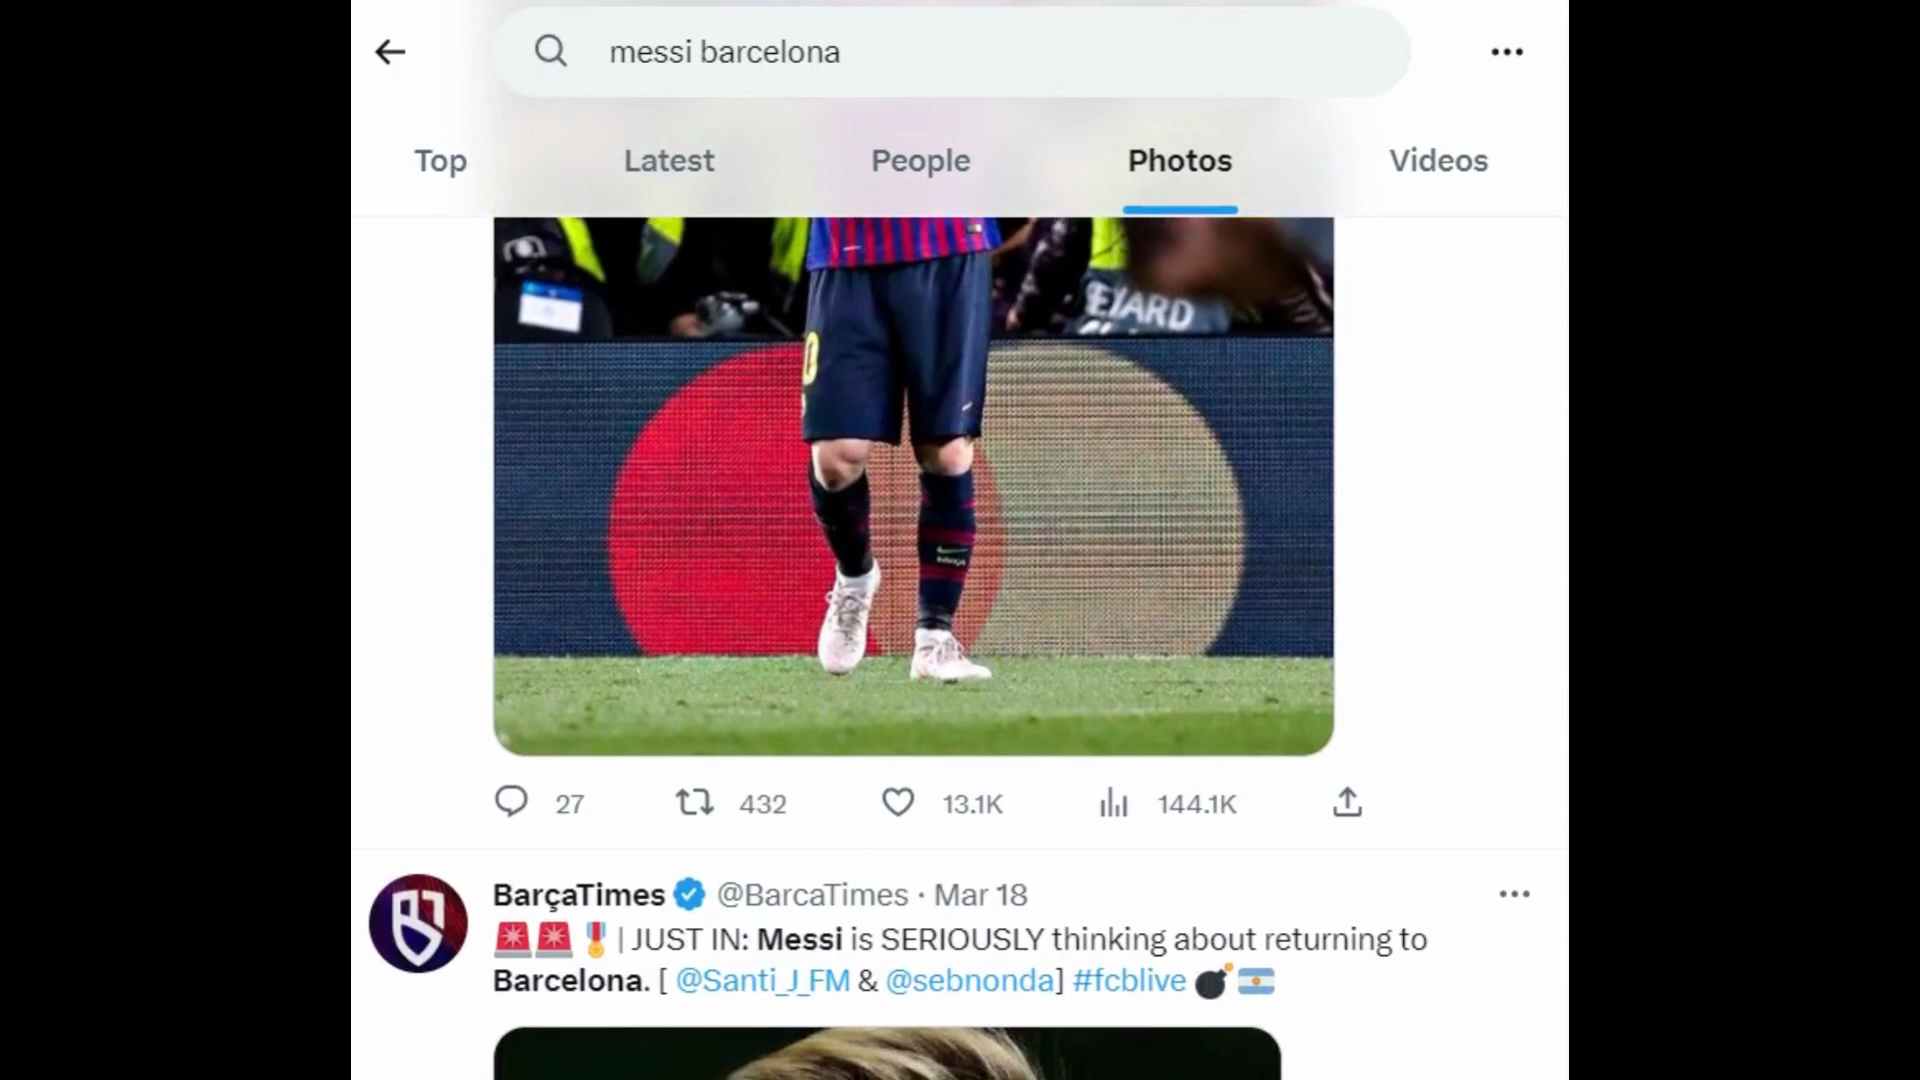 messi barcelona
Top
Latest
People
Photos
Videos
27
432
13.1K
144.1K
BarçaTimes @BarcaTimes · Mar 18
🚨🚨🎖️ | JUST IN: Messi is SERIOUSLY thinking about returning to
Barcelona. [ @Santi_J_FM & @sebnonda] #fcblive 💣🇦🇷